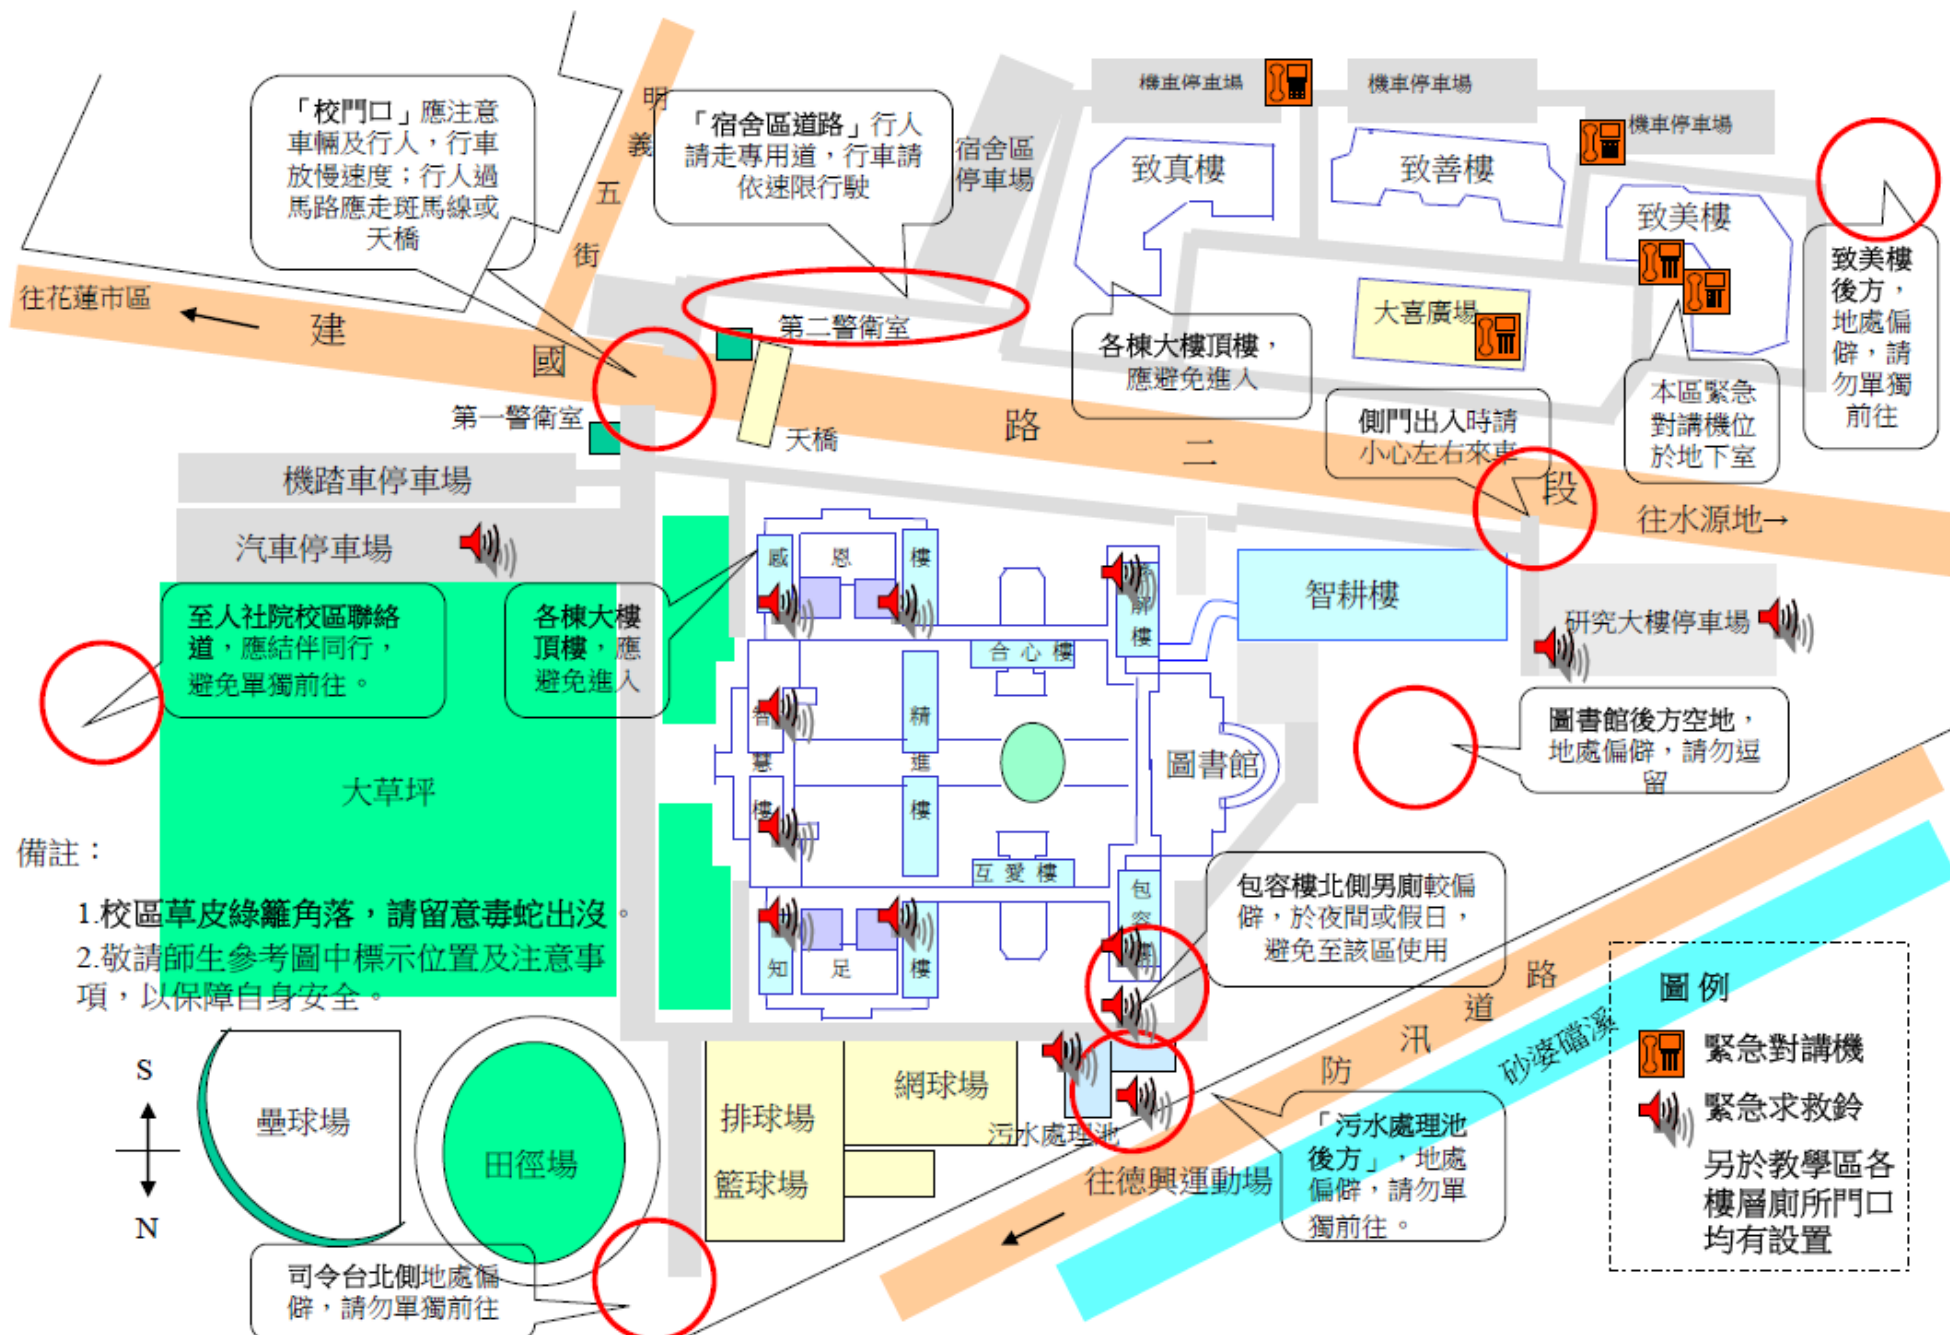 「校門口」應注意
車輛及行人，行車
放慢速度；行人過
馬路應走斑馬線或
天橋
明
義
五
街
「宿舍區道路」行人
請走專用道，行車請
依速限行駛
宿舍區
停車場
機車停車場
機車停車場
機車停車場
致真樓
致善樓
致美樓
大喜廣場
致美樓
後方，
地處偏
僻，請
勿單獨
前往
往花蓮市區
建
國
路
二
段
往水源地→
第二警衛室
第一警衛室
天橋
各棟大樓頂樓，
應避免進入
側門出入時請
小心左右來車
本區緊急
對講機位
於地下室
機踏車停車場
汽車停車場
至人社院校區聯絡
道，應結伴同行，
避免單獨前往。
各棟大樓
頂樓，應
避免進入
感
恩
樓
解
樓
合心樓
智耕樓
研究大樓停車場
智
慧
樓
精
進
樓
圖書館
圖書館後方空地，
地處偏僻，請勿逗
留
大草坪
互愛樓
包
容
知
足
樓
包容樓北側男廁較偏
僻，於夜間或假日，
避免至該區使用
備註：
1.校區草皮綠籬角落，請留意毒蛇出沒。
2.敬請師生參考圖中標示位置及注意事
項，以保障自身安全。
S
N
壘球場
田徑場
排球場
籃球場
網球場
污水處理池
往德興運動場
防
汛
道
路
砂婆礑溪
「污水處理池
後方」，地處
偏僻，請勿單
獨前往。
司令台北側地處偏
僻，請勿單獨前往
圖例
緊急對講機
緊急求救鈴
另於教學區各
樓層廁所門口
均有設置